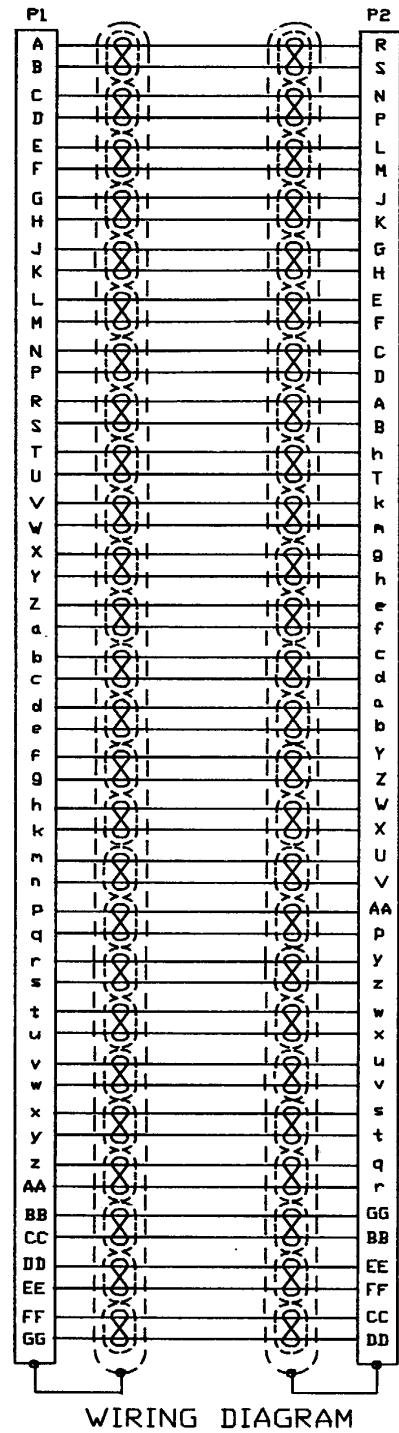 P1 P2
A R
B S
C N
D P
E L
F M
G J
H K
J G
K H
L E
M F
N C
P D
R A
S B
T h
U T
V k
W m
X g
Y h
Z e
a f
b c
c d
d a
e b
f Y
g Z
h W
k X
m U
n V
p AA
q p
r y
s z
t w
u x
v u
w v
x s
y t
z q
AA r
BB GG
CC BB
DD EE
EE FF
FF CC
GG DD
WIRING DIAGRAM